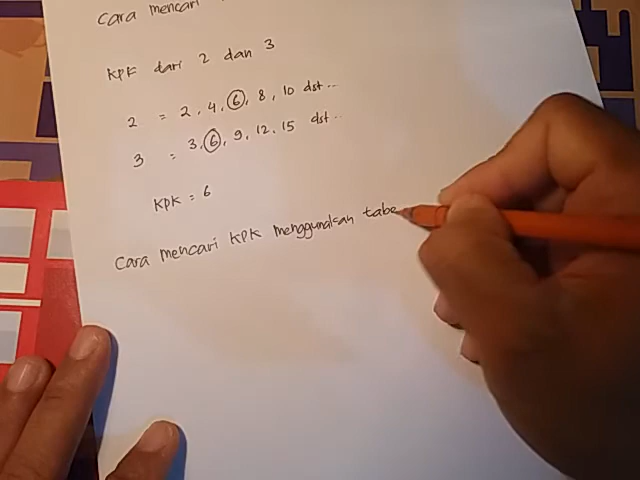 Cara mencari
KPK dari 2 dan 3
2 = 2, 4, 6, 8, 10 dst...
3 = 3, 6, 9, 12, 15 dst...
KPK = 6
Cara mencari KPK menggunakan tabe